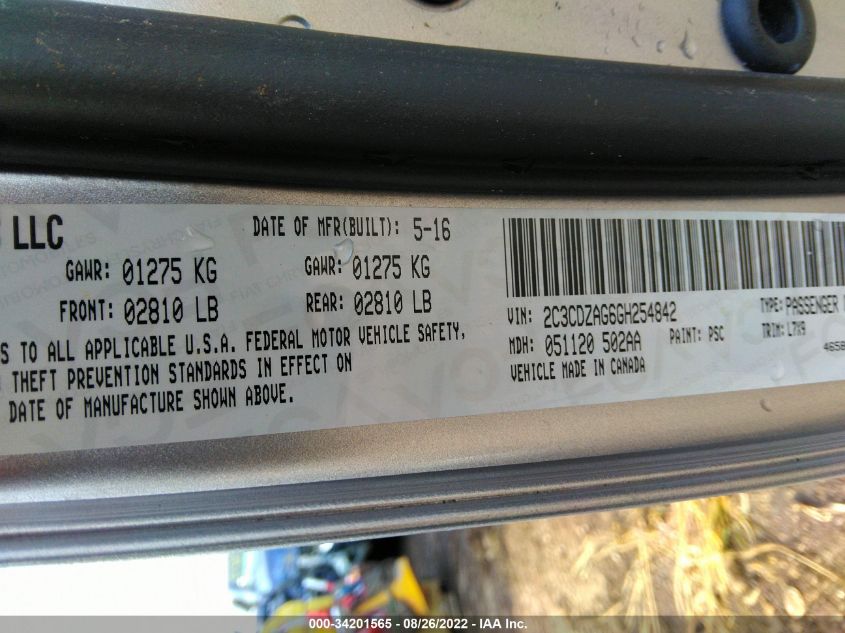 LLC DATE OF MFR(BUILT): 5-16
GAWR: 01275 KG GAWR: 01275 KG
FRONT: 02810 LB REAR: 02810 LB
TO ALL APPLICABLE U.S.A. FEDERAL MOTOR VEHICLE SAFETY,
THEFT PREVENTION STANDARDS IN EFFECT ON
DATE OF MANUFACTURE SHOWN ABOVE.
VIN: 2C3CDZAG6GH254842 TYPE: PASSENGER
MDH: 051120 502AA PAINT: PSC TRIM: L7X9
VEHICLE MADE IN CANADA 4658
000-34201565 - 08/26/2022 - IAA Inc.